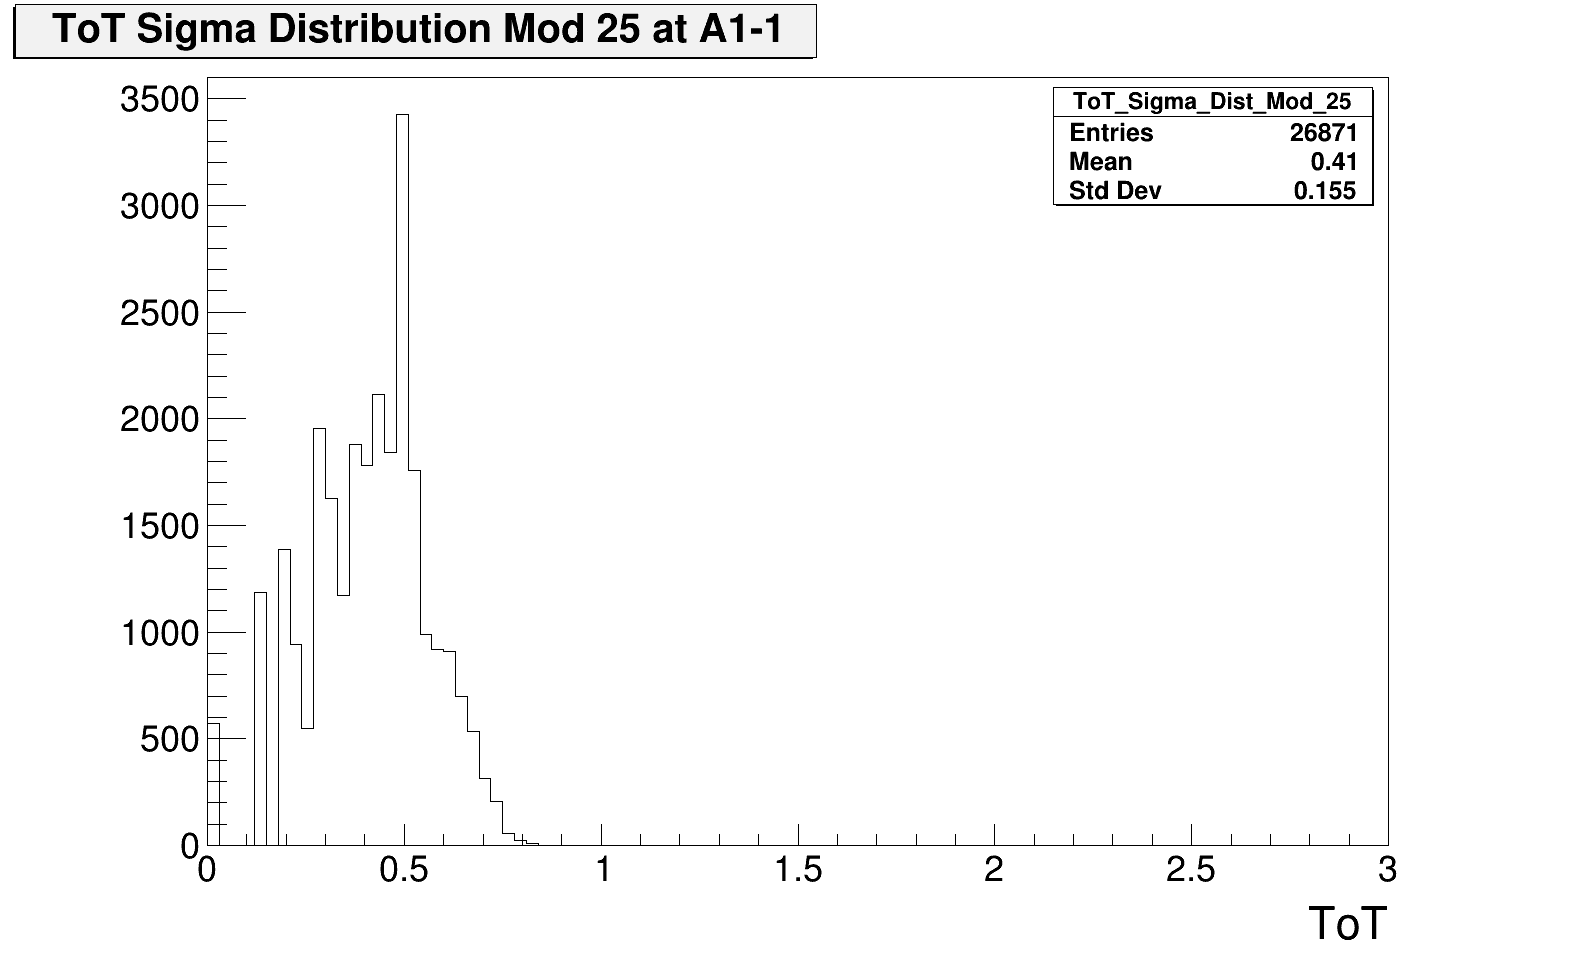 ToT Sigma Distribution Mod 25 at A1-1
ToT_Sigma_Dist_Mod_25
Entries 26871
Mean 0.41
Std Dev 0.155
3500
3000
2500
2000
1500
1000
500
0
0 0.5 1 1.5 2 2.5 3
ToT